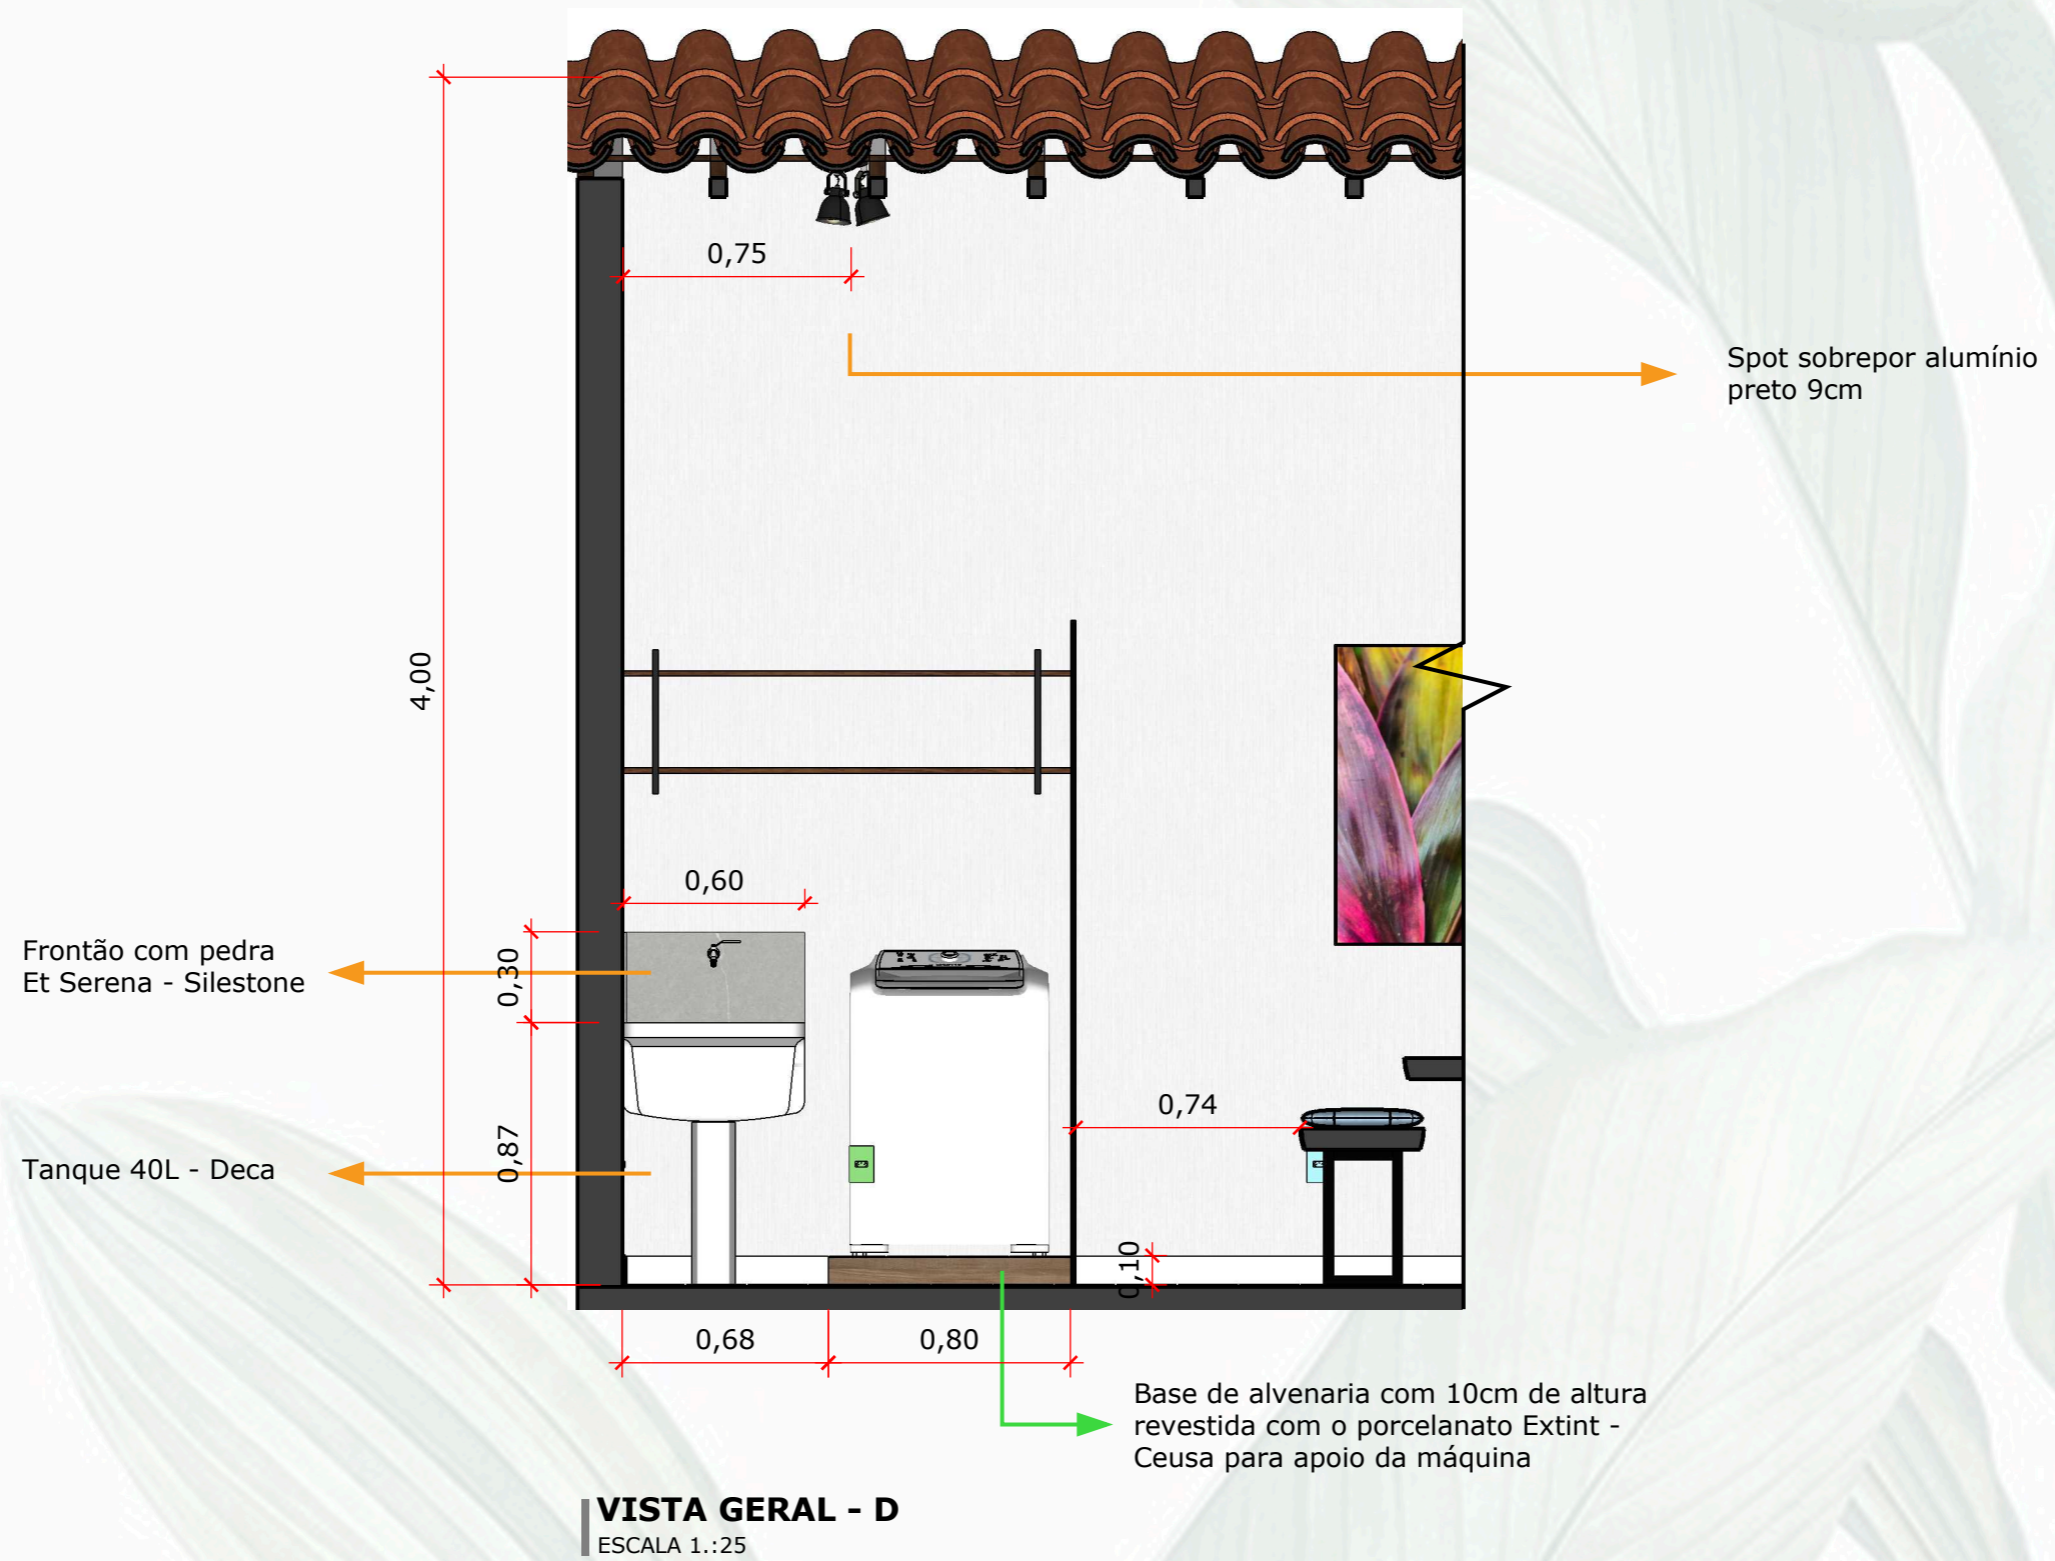 0,75
Spot sobrepor alumínio
preto 9cm
4,00
0,60
Frontão com pedra
Et Serena - Silestone
0,30
0,74
Tanque 40L - Deca
0,87
0,10
0,68
0,80
Base de alvenaria com 10cm de altura
revestida com o porcelanato Extint -
Ceusa para apoio da máquina
VISTA GERAL - D
ESCALA 1.:25